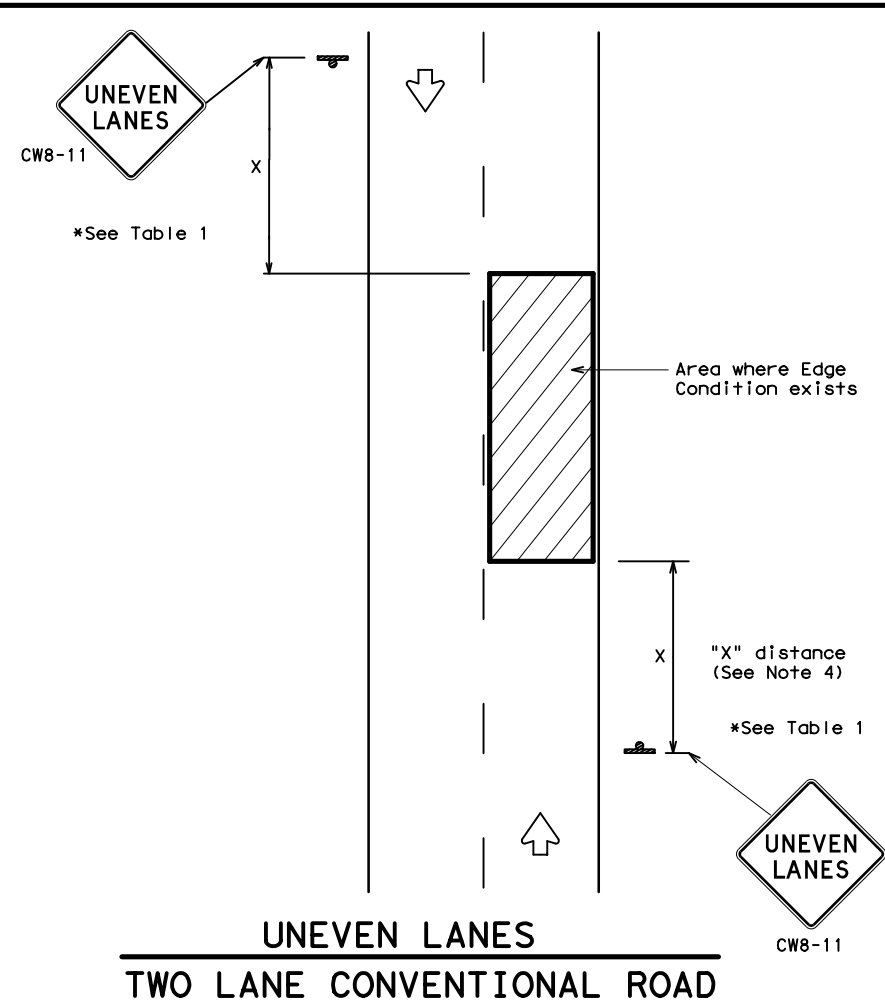 UNEVEN
LANES
CW8-11
X
*See Table 1
Area where Edge
Condition exists
X
"X" distance
(See Note 4)
*See Table 1
UNEVEN
LANES
CW8-11
UNEVEN LANES
TWO LANE CONVENTIONAL ROAD